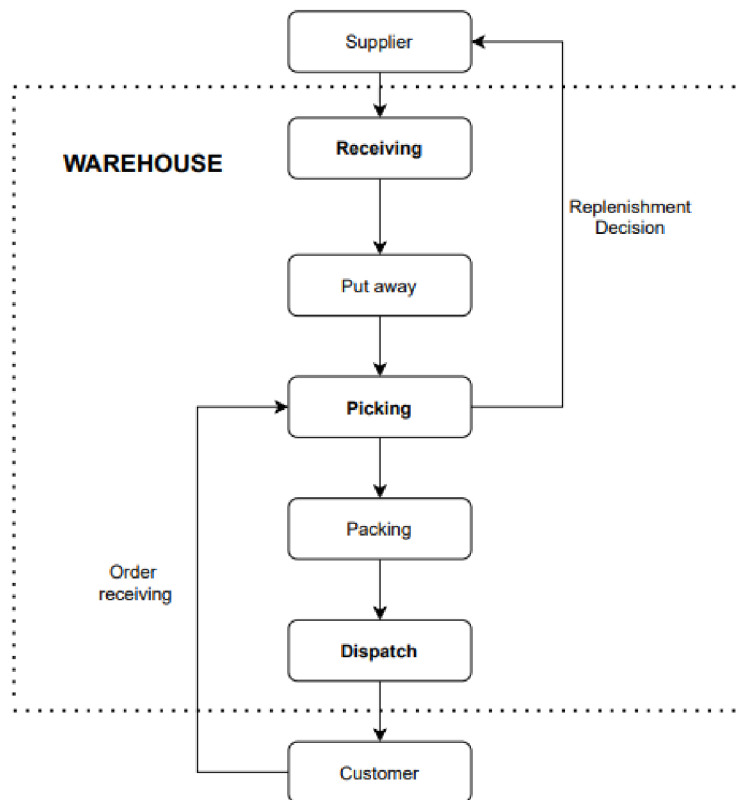 Supplier
WAREHOUSE
Receiving
Replenishment
Decision
Put away
Picking
Packing
Order
receiving
Dispatch
Customer